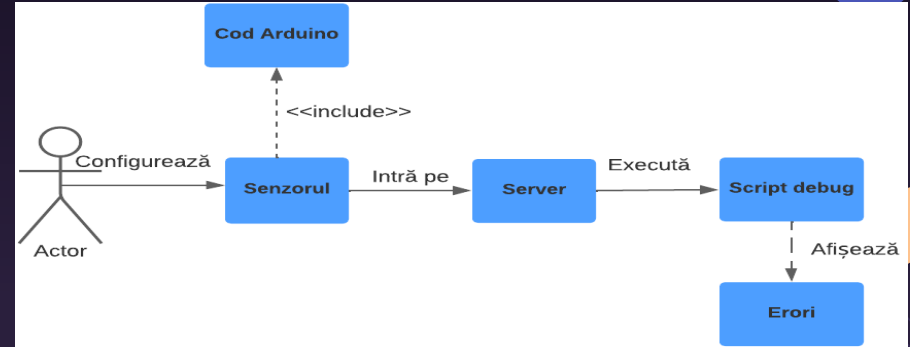 Cod Arduino
<<include>>
Configurează
Senzorul
Intră pe
Server
Execută
Script debug
Actor
Afișează
Erori